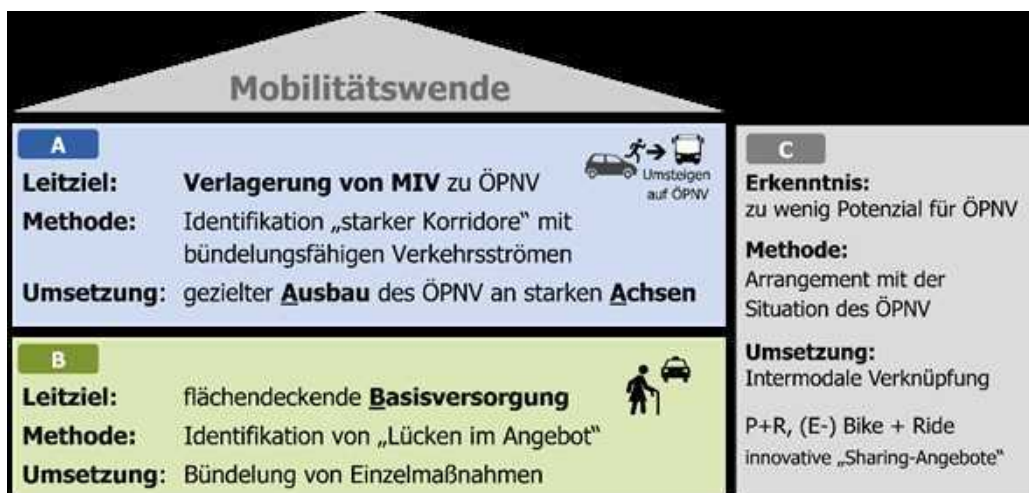 Mobilitätswende
A
Leitziel: Verlagerung von MIV zu ÖPNV
Umsteigen
auf ÖPNV
Methode: Identifikation „starker Korridore“ mit
bündelungsfähigen Verkehrsströmen
Umsetzung: gezielter Ausbau des ÖPNV an starken Achsen
B
Leitziel: flächendeckende Basisversorgung
Methode: Identifikation von „Lücken im Angebot“
Umsetzung: Bündelung von Einzelmaßnahmen
C
Erkenntnis:
zu wenig Potenzial für ÖPNV
Methode:
Arrangement mit der
Situation des ÖPNV
Umsetzung:
Intermodale Verknüpfung
P+R, (E-) Bike + Ride
innovative „Sharing-Angebote“